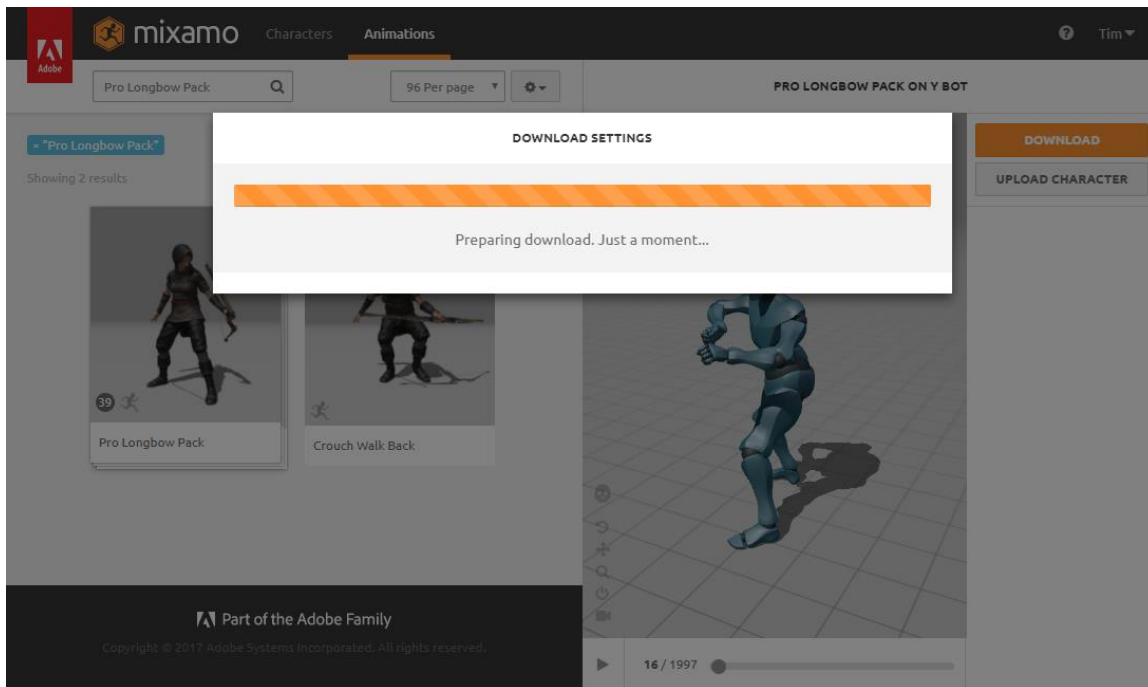 Adobe
mixamo
Characters
Animations
Tim
Pro Longbow Pack
96 Per page
PRO LONGBOW PACK ON Y BOT
× "Pro Longbow Pack"
Showing 2 results
DOWNLOAD SETTINGS
Preparing download. Just a moment...
DOWNLOAD
UPLOAD CHARACTER
39
Pro Longbow Pack
Crouch Walk Back
Part of the Adobe Family
Copyright © 2017 Adobe Systems Incorporated. All rights reserved.
16 / 1997